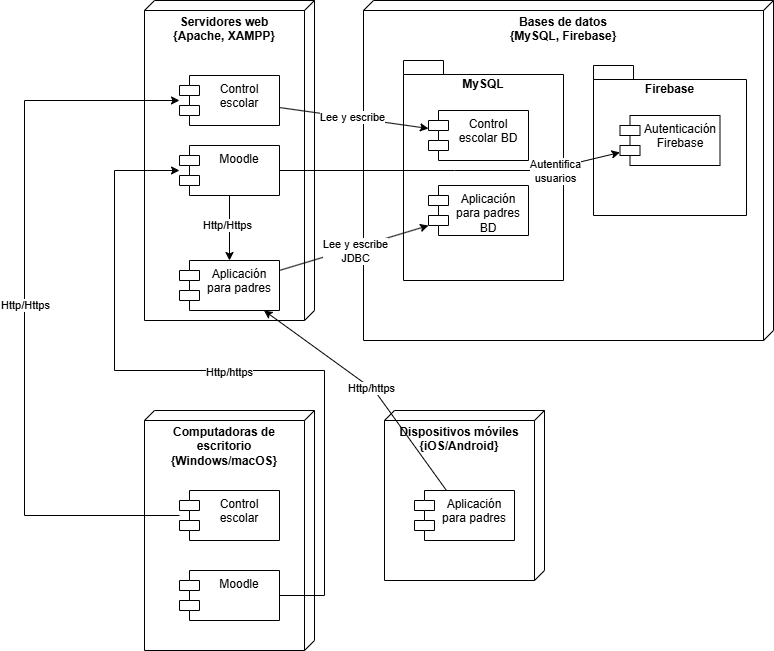 Servidores web
{Apache, XAMPP}
Control
escolar
Moodle
Http/Https
Aplicación
para padres
Bases de datos
{MySQL, Firebase}
MySQL
Control
escolar BD
Aplicación
para padres
BD
Firebase
Autenticación
Firebase
Lee y escribe
Autentifica
usuarios
Lee y escribe
JDBC
Http/Https
Http/https
Http/https
Computadoras de
escritorio
{Windows/macOS}
Control
escolar
Moodle
Dispositivos móviles
{iOS/Android}
Aplicación
para padres